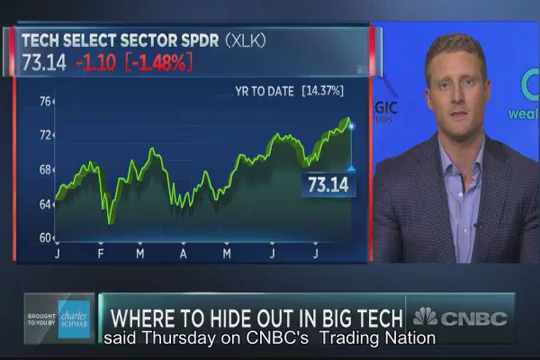 TECH SELECT SECTOR SPDR (XLK)
73.14 -1.10 [-1.48%]
YR TO DATE [14.37%]
76
72
68
64
60
73.14
J F M A M J J
GIC
wealth
BROUGHT TO YOU BY
charles
SCHWAB
WHERE TO HIDE OUT IN BIG TECH
CNBC
said Thursday on CNBC's Trading Nation